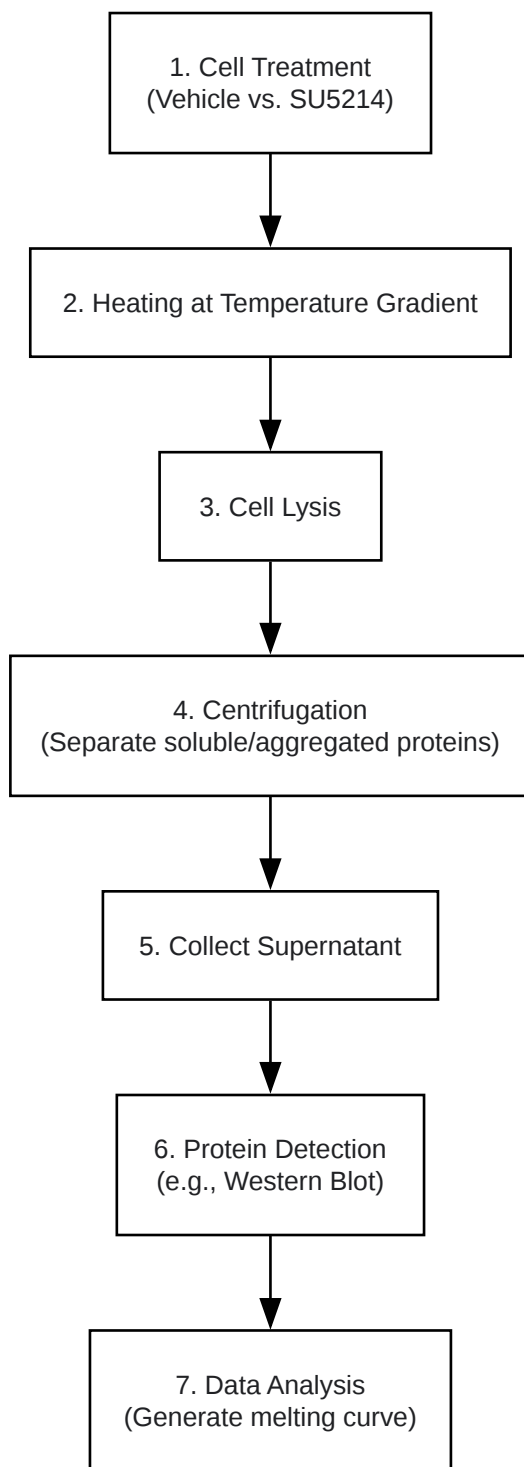 1. Cell Treatment
(Vehicle vs. SU5214)
2. Heating at Temperature Gradient
3. Cell Lysis
4. Centrifugation
(Separate soluble/aggregated proteins)
5. Collect Supernatant
6. Protein Detection
(e.g., Western Blot)
7. Data Analysis
(Generate melting curve)